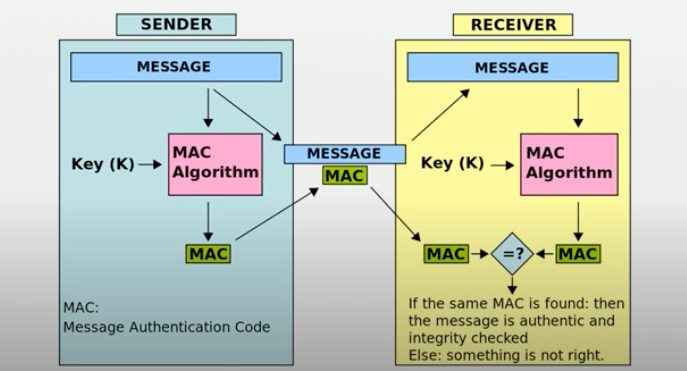 SENDER
MESSAGE
Key (K)
MAC
Algorithm
MAC
MAC:
Message Authentication Code
MESSAGE
MAC
RECEIVER
MESSAGE
Key (K)
MAC
Algorithm
MAC
=?
MAC
If the same MAC is found: then
the message is authentic and
integrity checked
Else: something is not right.